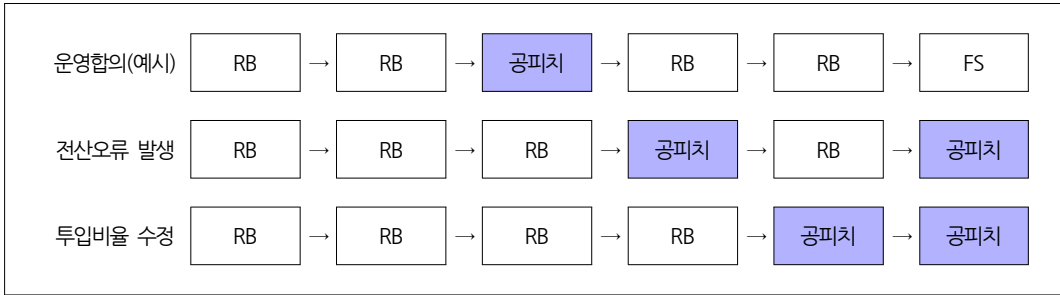 운영합의(예시) RB → RB → 공피치 → RB → RB → FS
전산오류 발생 RB → RB → RB → 공피치 → RB → 공피치
투입비율 수정 RB → RB → RB → RB → 공피치 → 공피치